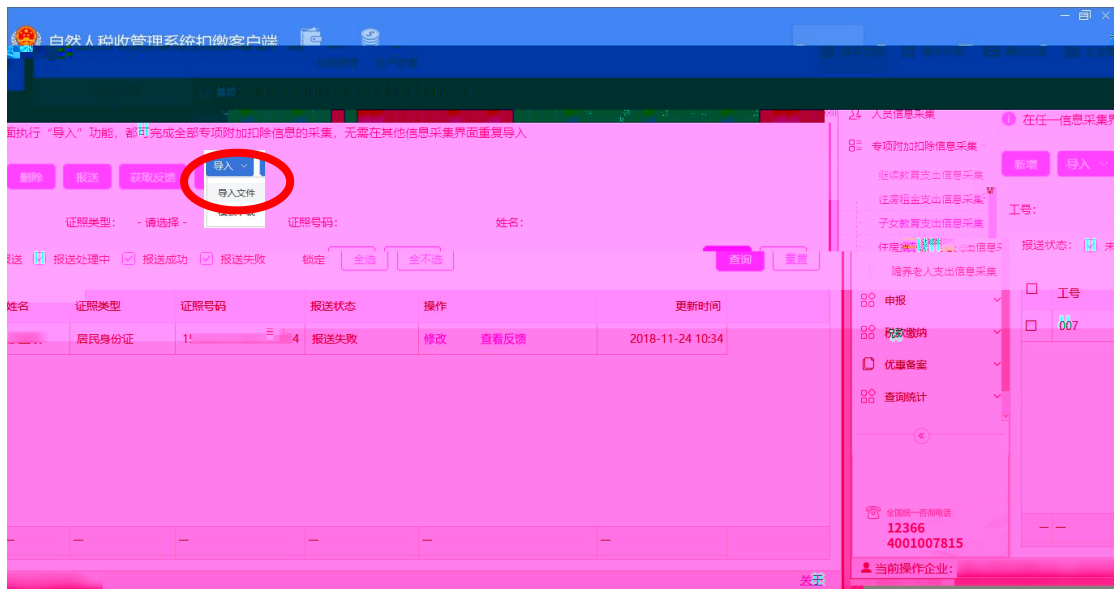 自然人税收管理系统扣缴客户端
面执行“导入”功能，都可完成全部专项附加扣除信息的采集，无需在其他信息采集界面重复导入
删除 报送 获取反馈 导入
导入文件
证照类型： - 请选择 - 证照号码： 姓名：
报送处理中 报送成功 报送失败 锁定 全选 全不选 查询 重置
姓名 证照类型 证照号码 报送状态 操作 更新时间
居民身份证 4 报送失败 修改 查看反馈 2018-11-24 10:34
— — — — — —
关于
人员信息采集
专项附加扣除信息采集
继续教育支出信息采集
住房租金支出信息采集
子女教育支出信息采集
赡养老人支出信息采集
申报
税款缴纳
优惠备案
查询统计
全国统一咨询电话
12366
4001007815
当前操作企业：
在任一信息采集界
新增 导入
工号：
报送状态： 未
工号
007
— —